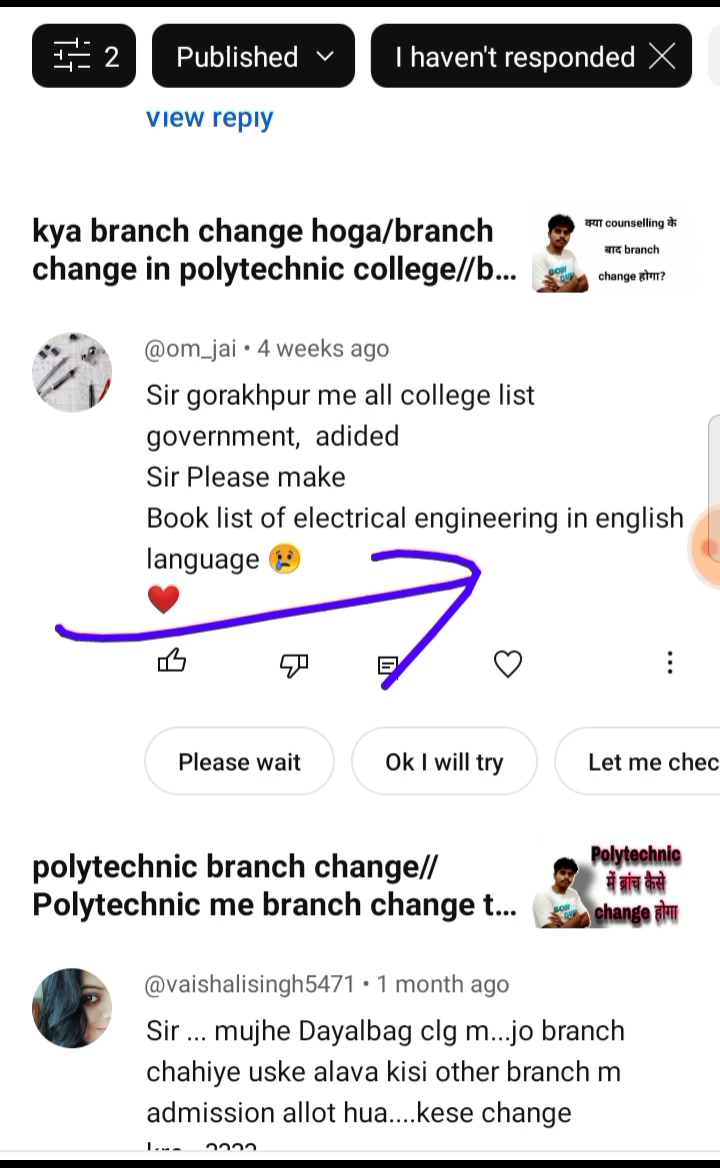 2
Published
I haven't responded
view reply
kya branch change hoga/branch
change in polytechnic college//b...
क्या counselling के
बाद branch
change होगा?
@om_jai • 4 weeks ago
Sir gorakhpur me all college list
government, adided
Sir Please make
Book list of electrical engineering in english
language 😢
❤️
Please wait
Ok I will try
Let me chec
polytechnic branch change//
Polytechnic me branch change t...
Polytechnic
में ब्रांच कैसे
change होगा
@vaishalisingh5471 • 1 month ago
Sir ... mujhe Dayalbag clg m...jo branch
chahiye uske alava kisi other branch m
admission allot hua....kese change